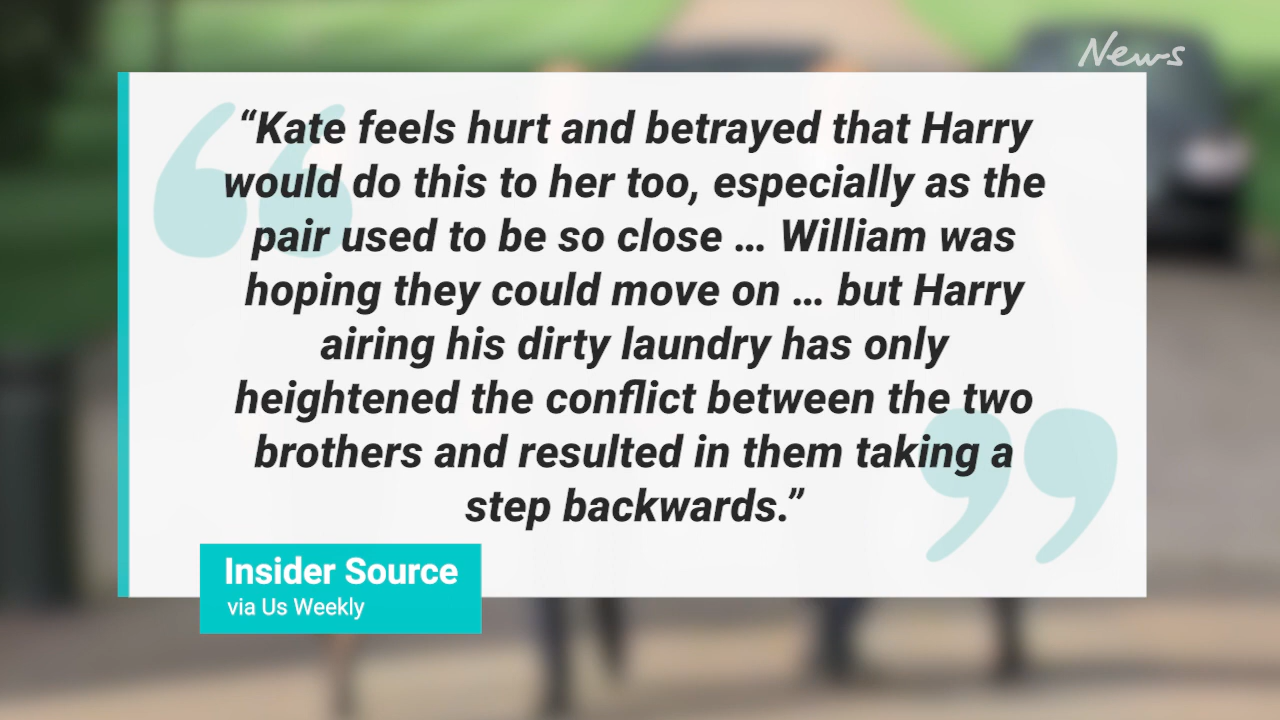 News
“Kate feels hurt and betrayed that Harry
would do this to her too, especially as the
pair used to be so close … William was
hoping they could move on … but Harry
airing his dirty laundry has only
heightened the conflict between the two
brothers and resulted in them taking a
step backwards.”
Insider Source
via Us Weekly